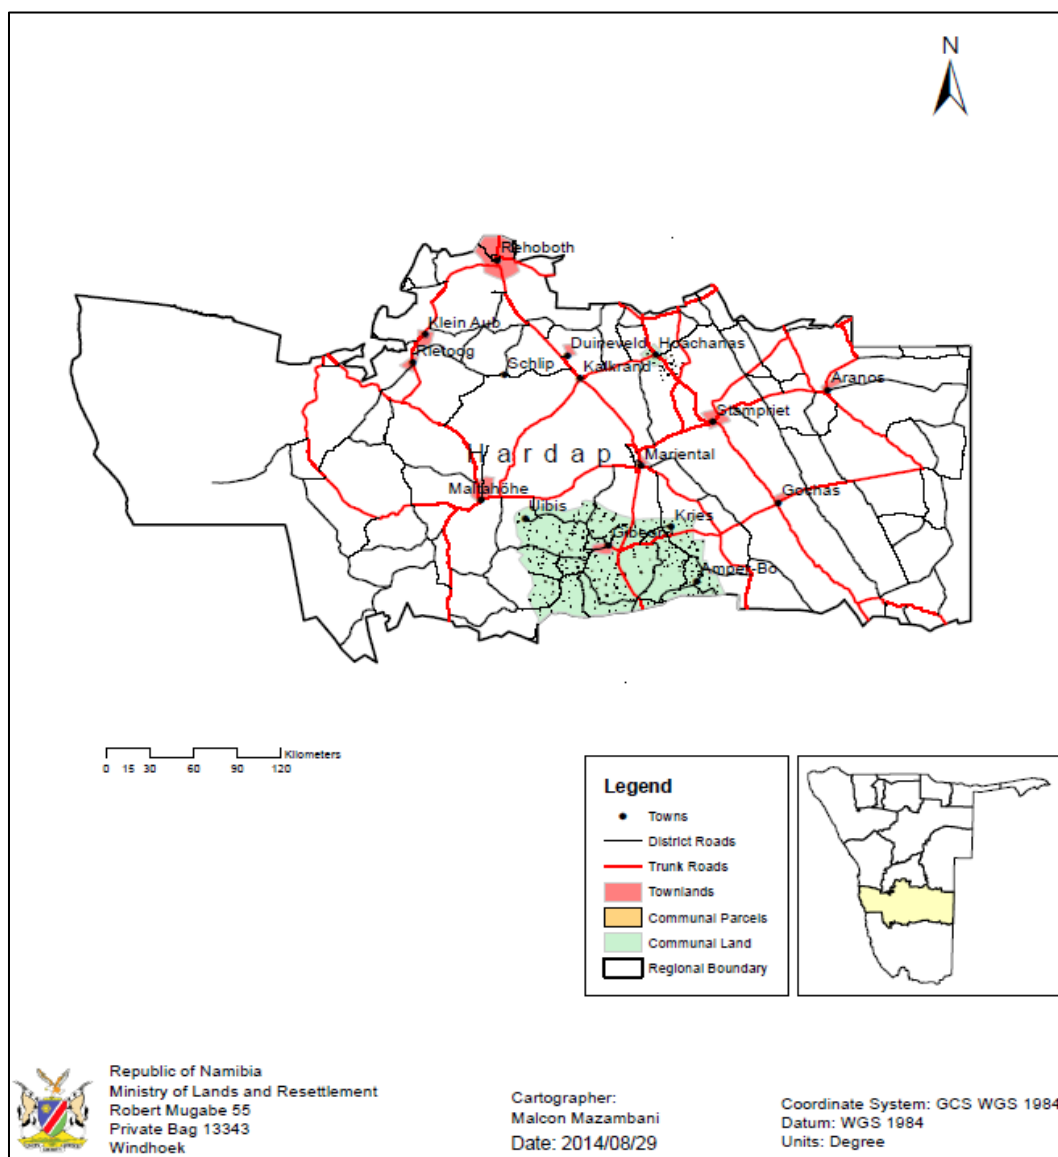 N
Rehoboth
Klein Aub
Rietoog
Schlip
Duineveld
Hoachanas
Kalkrand
Aranos
Stampriet
Hardap
Mariental
Maltahöhe
Gochas
Uibis
Kries
Gibeon
Amper-Bo
Kilometers
0 15 30 60 90 120
Legend
Towns
District Roads
Trunk Roads
Townlands
Communal Parcels
Communal Land
Regional Boundary
Republic of Namibia
Ministry of Lands and Resettlement
Robert Mugabe 55
Private Bag 13343
Windhoek
Cartographer:
Malcon Mazambani
Date: 2014/08/29
Coordinate System: GCS WGS 1984
Datum: WGS 1984
Units: Degree